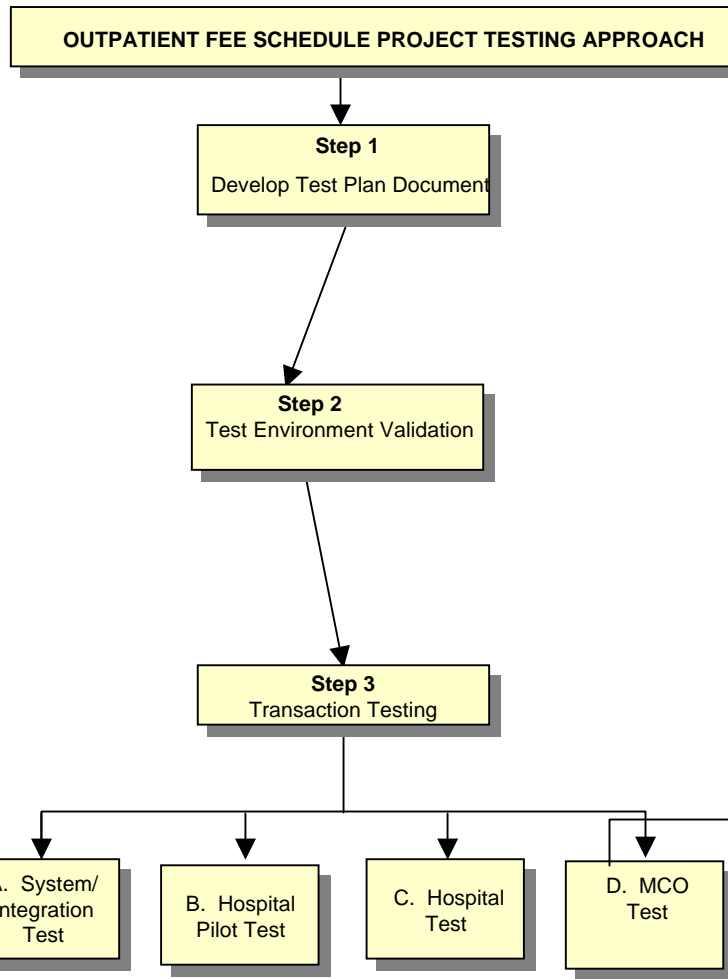 OUTPATIENT FEE SCHEDULE PROJECT TESTING APPROACH
Step 1
Develop Test Plan Document
Step 2
Test Environment Validation
Step 3
Transaction Testing
A. System/
Integration
Test
B. Hospital
Pilot Test
C. Hospital
Test
D. MCO
Test